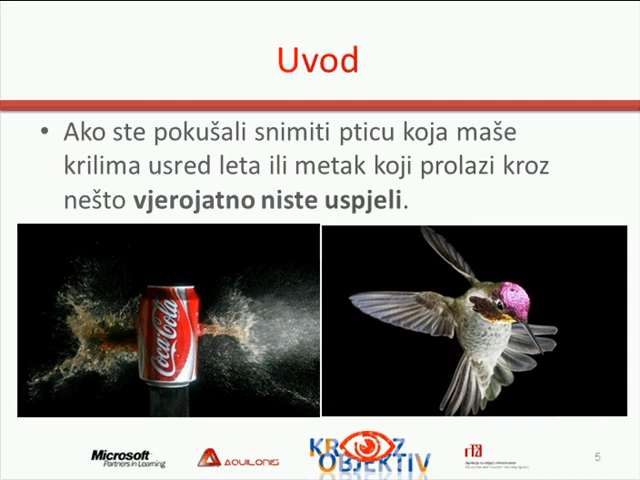 Uvod
• Ako ste pokušali snimiti pticu koja maše
krilima usred leta ili metak koji prolazi kroz
nešto vjerojatno niste uspjeli.
Coca-Cola
Microsoft
Partners in Learning
AQUILONIS
KROZ
OBJEKTIV
5